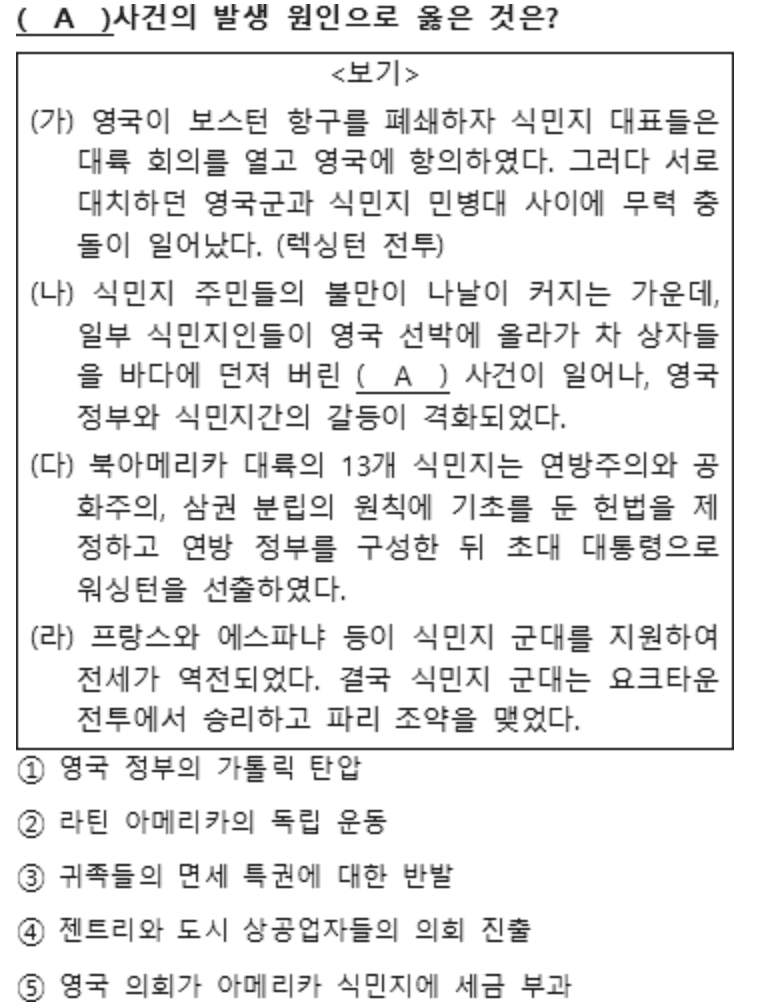 ( A )사건의 발생 원인으로 옳은 것은?
<보기>
(가) 영국이 보스턴 항구를 폐쇄하자 식민지 대표들은
대륙 회의를 열고 영국에 항의하였다. 그러다 서로
대치하던 영국군과 식민지 민병대 사이에 무력 충
돌이 일어났다. (렉싱턴 전투)
(나) 식민지 주민들의 불만이 나날이 커지는 가운데,
일부 식민지인들이 영국 선박에 올라가 차 상자들
을 바다에 던져 버린 ( A ) 사건이 일어나, 영국
정부와 식민지간의 갈등이 격화되었다.
(다) 북아메리카 대륙의 13개 식민지는 연방주의와 공
화주의, 삼권 분립의 원칙에 기초를 둔 헌법을 제
정하고 연방 정부를 구성한 뒤 초대 대통령으로
워싱턴을 선출하였다.
(라) 프랑스와 에스파냐 등이 식민지 군대를 지원하여
전세가 역전되었다. 결국 식민지 군대는 요크타운
전투에서 승리하고 파리 조약을 맺었다.
① 영국 정부의 가톨릭 탄압
② 라틴 아메리카의 독립 운동
③ 귀족들의 면세 특권에 대한 반발
④ 젠트리와 도시 상공업자들의 의회 진출
⑤ 영국 의회가 아메리카 식민지에 세금 부과